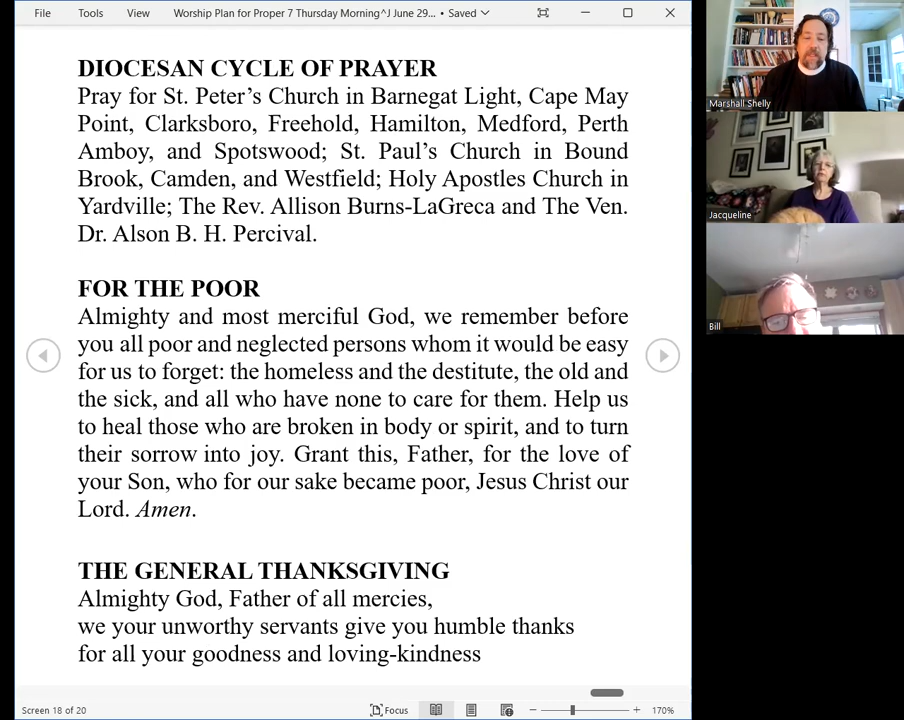 File Tools View Worship Plan for Proper 7 Thursday Morning^J June 29... • Saved
DIOCESAN CYCLE OF PRAYER
Pray for St. Peter’s Church in Barnegat Light, Cape May
Point, Clarksboro, Freehold, Hamilton, Medford, Perth
Amboy, and Spotswood; St. Paul’s Church in Bound
Brook, Camden, and Westfield; Holy Apostles Church in
Yardville; The Rev. Allison Burns-LaGreca and The Ven.
Dr. Alson B. H. Percival.
FOR THE POOR
Almighty and most merciful God, we remember before
you all poor and neglected persons whom it would be easy
for us to forget: the homeless and the destitute, the old and
the sick, and all who have none to care for them. Help us
to heal those who are broken in body or spirit, and to turn
their sorrow into joy. Grant this, Father, for the love of
your Son, who for our sake became poor, Jesus Christ our
Lord. Amen.
THE GENERAL THANKSGIVING
Almighty God, Father of all mercies,
we your unworthy servants give you humble thanks
for all your goodness and loving-kindness
Screen 18 of 20 Focus 170%
Marshall Shelly
Jacqueline
Bill